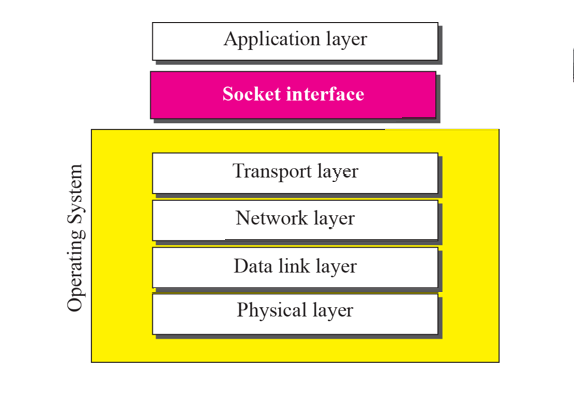 Application layer
Socket interface
Operating System
Transport layer
Network layer
Data link layer
Physical layer